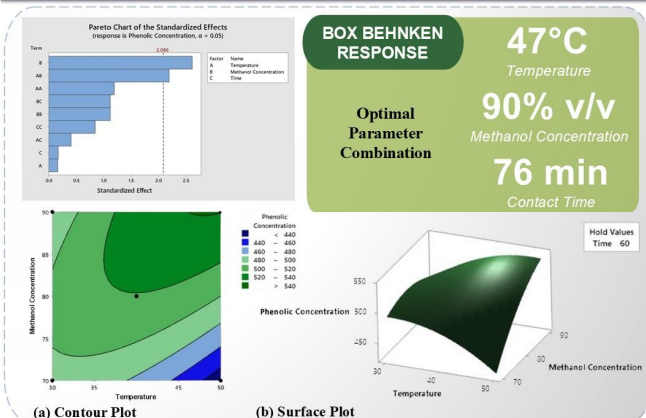 Pareto Chart of the Standardized Effects
(response is Phenolic Concentration, α = 0.05)
Term
2.086
B
AB
AA
BC
BB
CC
AC
C
A
0.0 0.5 1.0 1.5 2.0 2.5
Standardized Effect
Factor Name
A Temperature
B Methanol Concentration
C Time
BOX BEHNKEN
RESPONSE
Optimal
Parameter
Combination
47°C
Temperature
90% v/v
Methanol Concentration
76 min
Contact Time
90
85
80
75
70
Methanol Concentration
30 35 40 45 50
Temperature
Phenolic
Concentration
< 440
440 – 460
460 – 480
480 – 500
500 – 520
520 – 540
> 540
(a) Contour Plot
Hold Values
Time 60
550
500
450
Phenolic Concentration
30
40
50
Temperature
70
80
90
Methanol Concentration
(b) Surface Plot